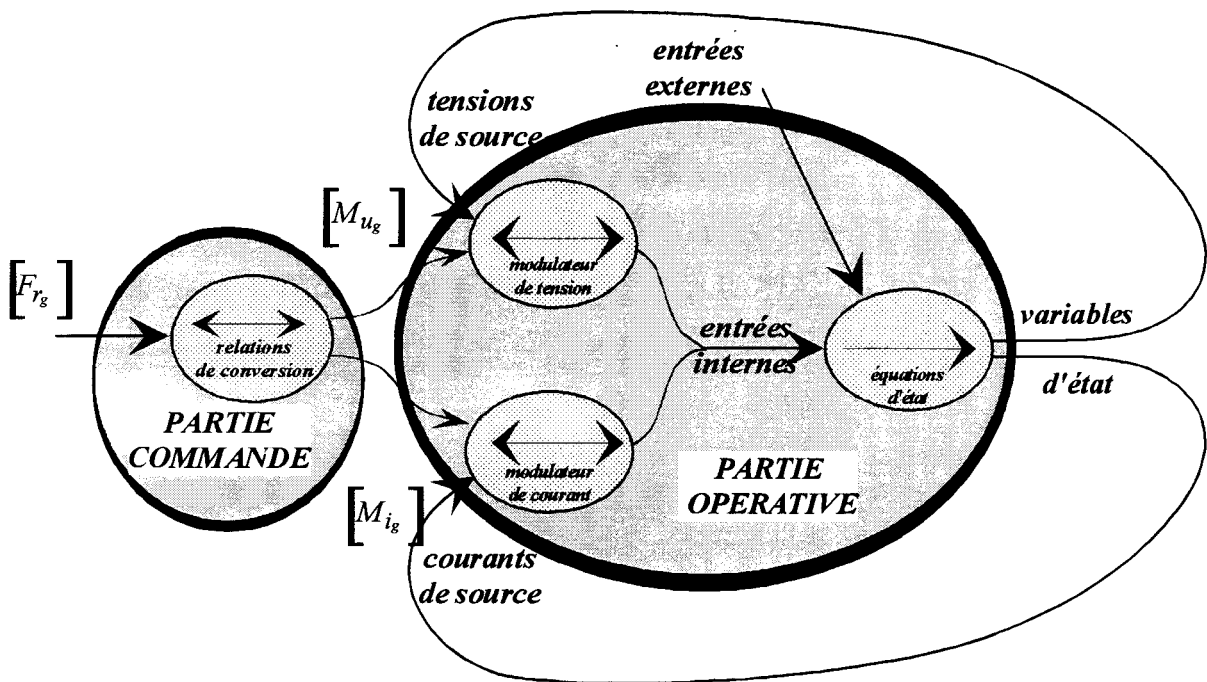 entrées
externes
tensions
de source
[M_{u_g}]
[F_{r_g}]
modulateur
de tension
relations
de conversion
entrées
internes
équations
d'état
variables
d'état
PARTIE
COMMANDE
modulateur
de courant
PARTIE
OPERATIVE
[M_{i_g}]
courants
de source